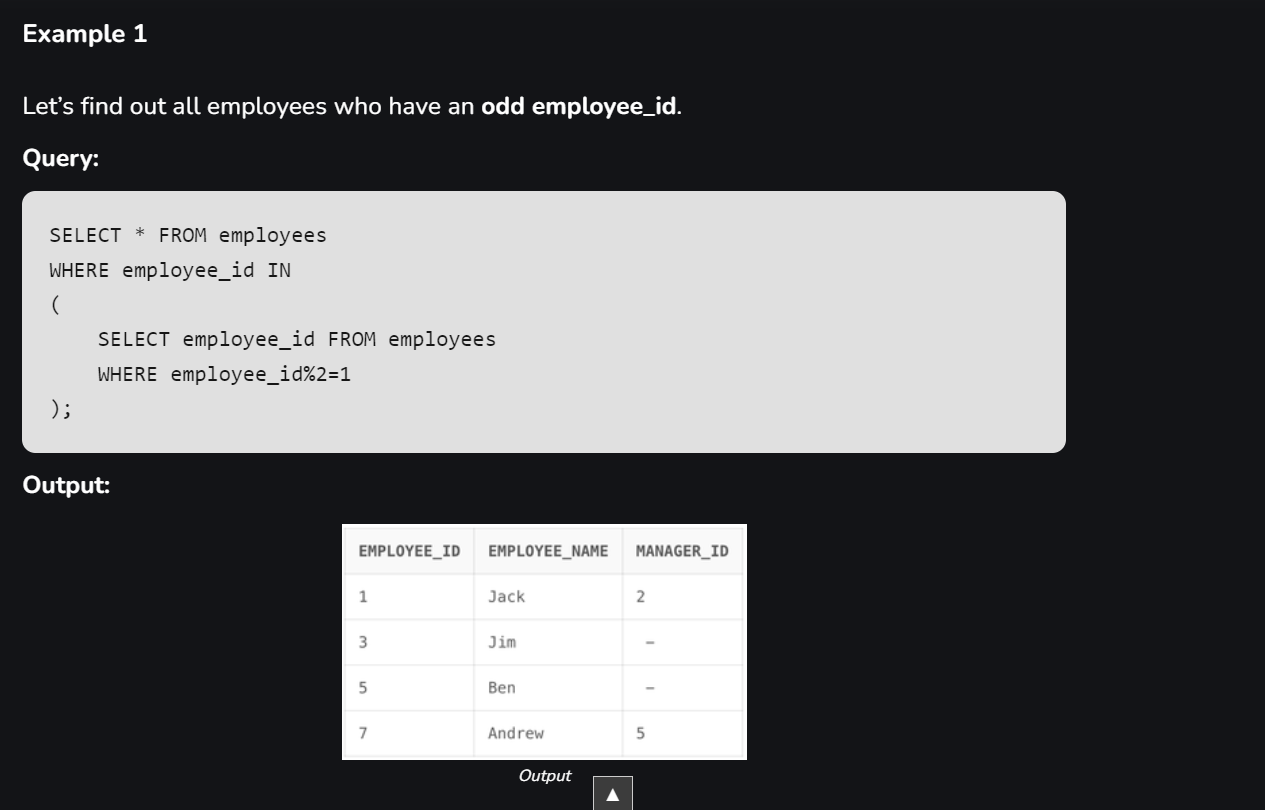 Example 1
Let’s find out all employees who have an odd employee_id.
Query:
SELECT * FROM employees
WHERE employee_id IN
(
    SELECT employee_id FROM employees
    WHERE employee_id%2=1
);
Output:
EMPLOYEE_ID EMPLOYEE_NAME MANAGER_ID
1 Jack 2
3 Jim –
5 Ben –
7 Andrew 5
Output
▲